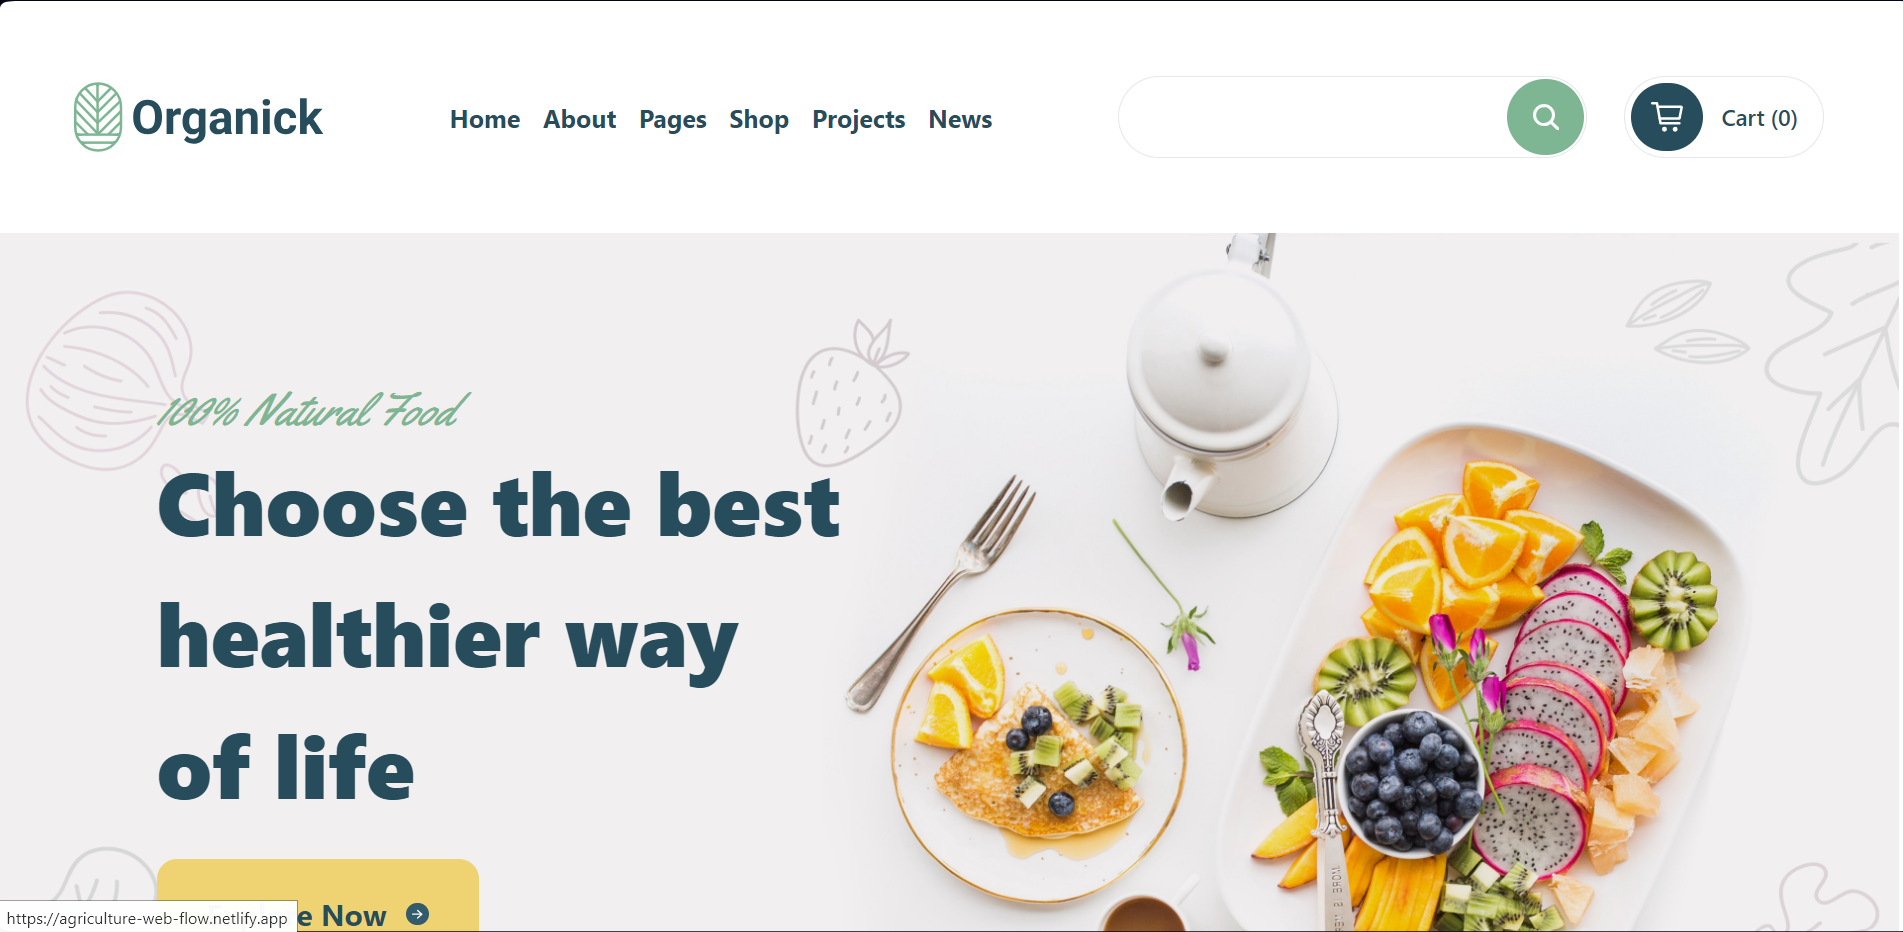 Organick
Home About Pages Shop Projects News
Cart (0)
100% Natural Food
Choose the best
healthier way
of life
Now
https://agriculture-web-flow.netlify.app